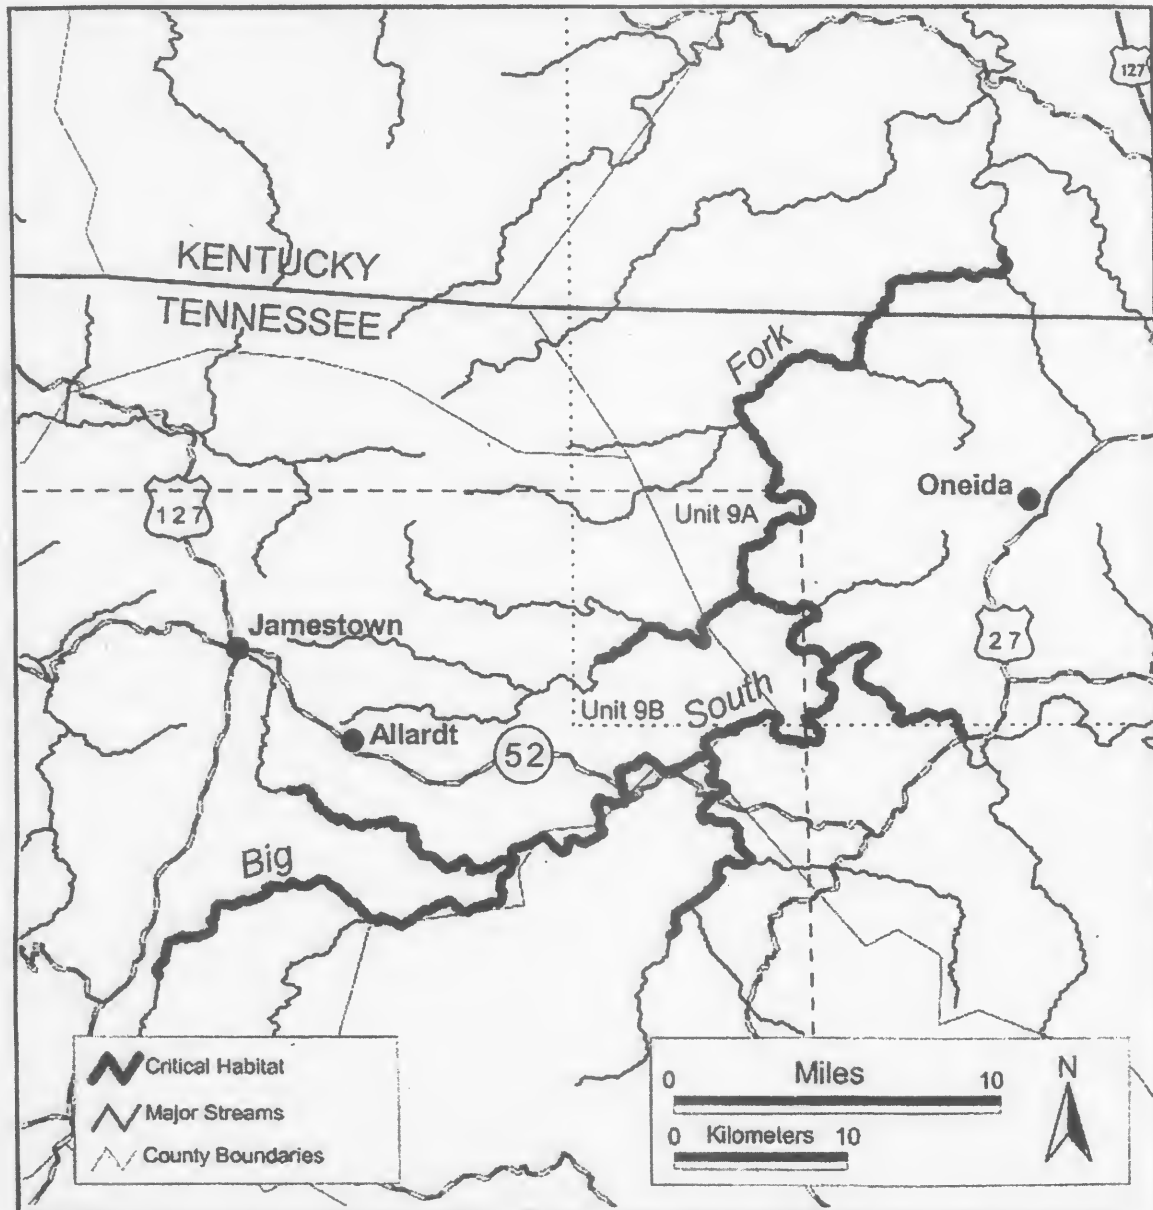 127
KENTUCKY
TENNESSEE
Fork
Oneida
Unit 9A
127
27
Jamestown
Unit 9B
South
Allardt
52
Big
Critical Habitat
Major Streams
County Boundaries
0 Miles 10
0 Kilometers 10
N